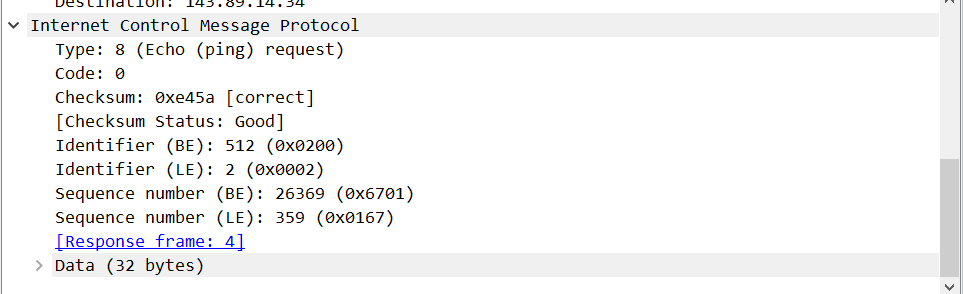 Destination: 143.89.14.34
Internet Control Message Protocol
Type: 8 (Echo (ping) request)
Code: 0
Checksum: 0xe45a [correct]
[Checksum Status: Good]
Identifier (BE): 512 (0x0200)
Identifier (LE): 2 (0x0002)
Sequence number (BE): 26369 (0x6701)
Sequence number (LE): 359 (0x0167)
[Response frame: 4]
Data (32 bytes)